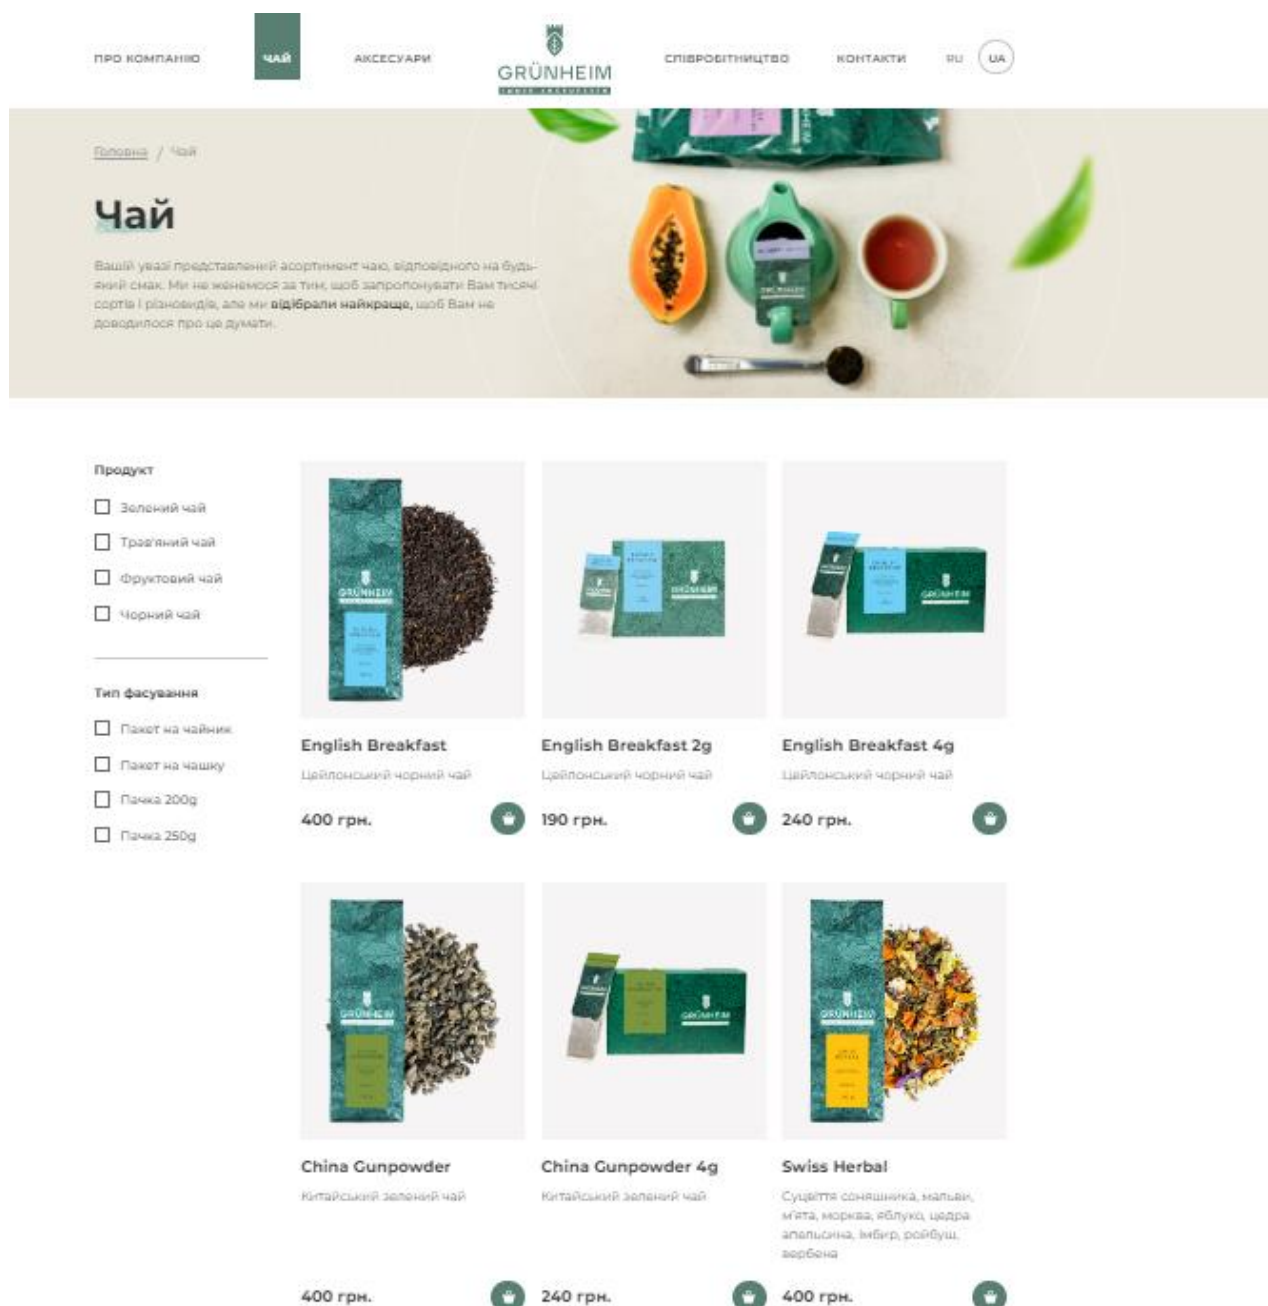 ПРО КОМПАНІЮ
ЧАЙ
АКСЕСУАРИ
GRÜNHEIM
СПІВРОБІТНИЦТВО
КОНТАКТИ
RU
UA
Головна / Чай
Чай
Вашій увазі представлений асортимент чаю, відповідного на будь-
який смак. Ми не женемося за тим, щоб запропонувати Вам тисячі
сортів і різновидів, але ми відібрали найкраще, щоб Вам не
доводилося про це думати.
Продукт
Зелений чай
Трав'яний чай
Фруктовий чай
Чорний чай
Тип фасування
Пакет на чайник
Пакет на чашку
Пачка 200g
Пачка 250g
GRÜNHEIM
GRÜNHEIM
GRÜNHEIM
English Breakfast
Цейлонський чорний чай
400 грн.
English Breakfast 2g
Цейлонський чорний чай
190 грн.
English Breakfast 4g
Цейлонський чорний чай
240 грн.
GRÜNHEIM
GRÜNHEIM
GRÜNHEIM
China Gunpowder
Китайський зелений чай
400 грн.
China Gunpowder 4g
Китайський зелений чай
240 грн.
Swiss Herbal
Суцвіття соняшника, мальви,
м'ята, морква, яблуко, цедра
апельсина, імбир, ройбуш,
вербена
400 грн.